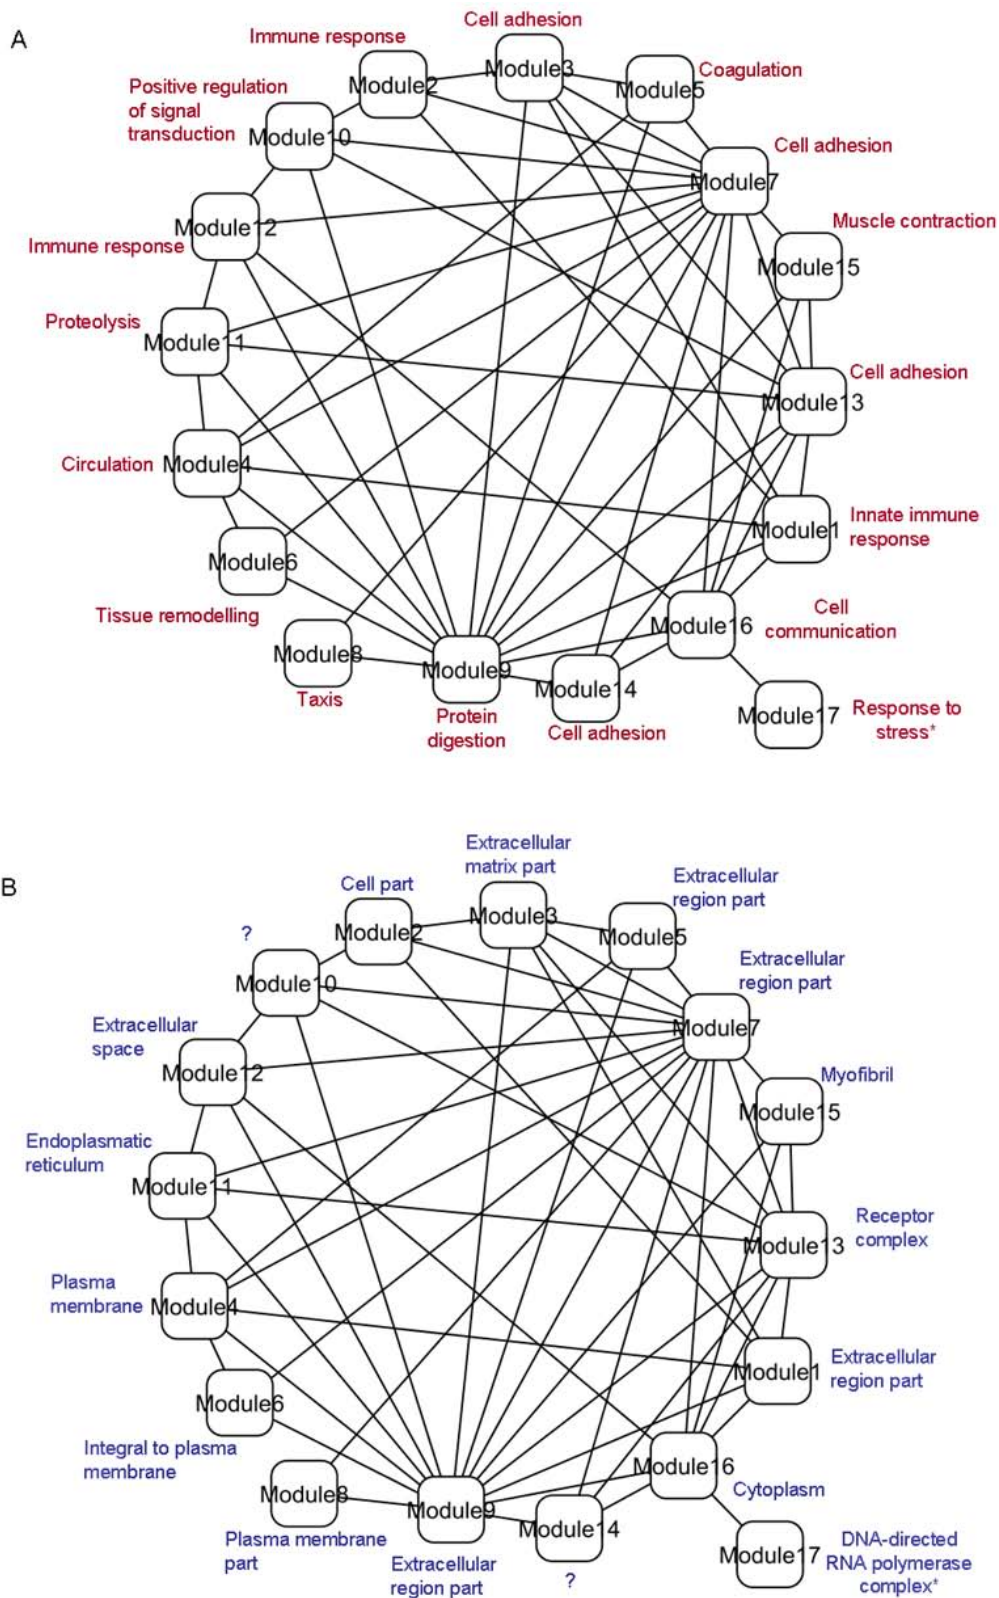 A
Cell adhesion
Immune response
Module3
Module2
Module5
Coagulation
Positive regulation
of signal
transduction
Module10
Cell adhesion
Module7
Muscle contraction
Module12
Immune response
Module15
Proteolysis
Module11
Cell adhesion
Module13
Circulation
Module4
Innate immune
response
Module1
Module6
Tissue remodelling
Cell
communication
Module16
Module8
Taxis
Module9
Protein
digestion
Module14
Cell adhesion
Module17
Response to
stress*
B
Extracellular
matrix part
Cell part
Extracellular
region part
Module3
Module2
Module5
?
Module10
Extracellular
region part
Module7
Extracellular
space
Module12
Myofibril
Module15
Endoplasmatic
reticulum
Module11
Receptor
complex
Module13
Plasma
membrane
Module4
Module1
Extracellular
region part
Module6
Integral to plasma
membrane
Module16
Cytoplasm
Module8
Plasma membrane
part
Module9
Extracellular
region part
Module14
?
Module17
DNA-directed
RNA polymerase
complex*